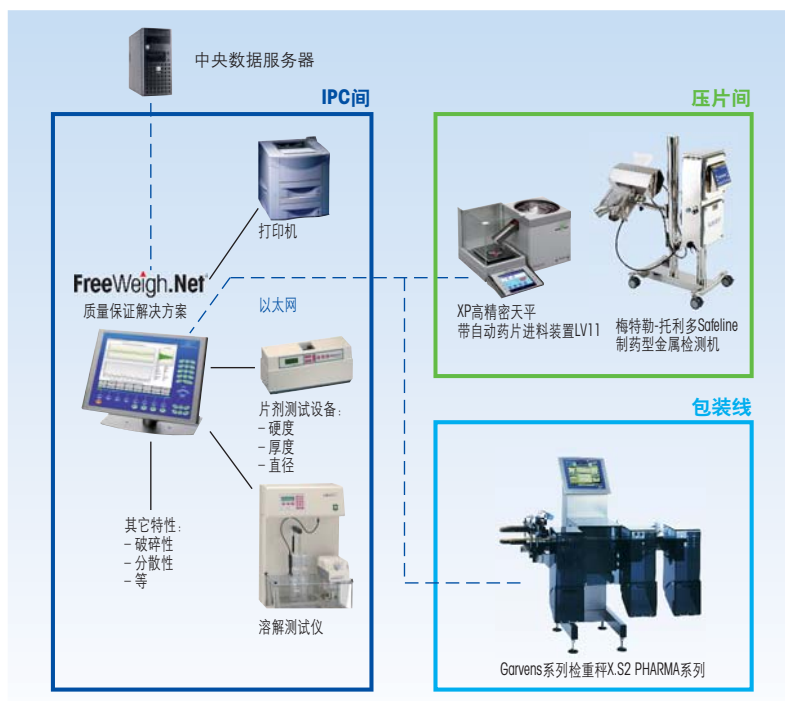 中央数据服务器
IPC间
打印机
FreeWeigh.Net
质量保证解决方案
以太网
片剂测试设备：
– 硬度
– 厚度
– 直径
其它特性：
– 破碎性
– 分散性
– 等
溶解测试仪
压片间
XP高精密天平
带自动药片进料装置LV11
梅特勒-托利多Safeline
制药型金属检测机
包装线
Garvens系列检重秤X.S2 PHARMA系列